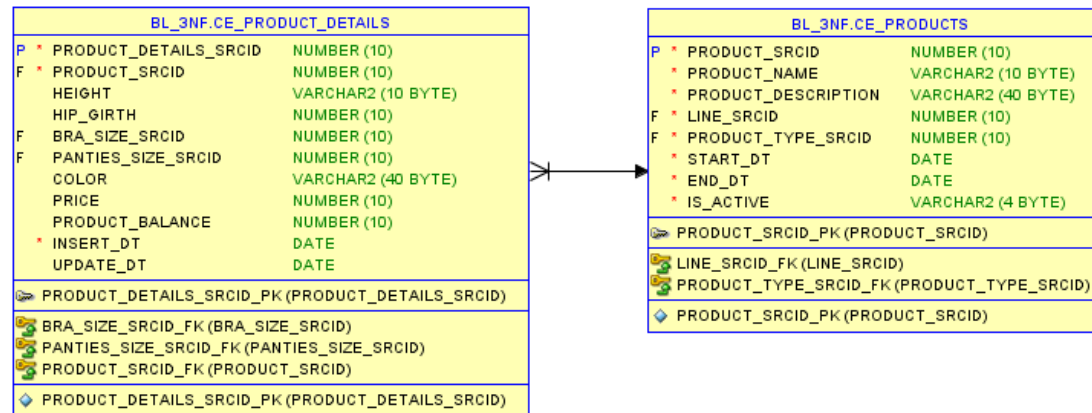 BL_3NF.CE_PRODUCT_DETAILS
P * PRODUCT_DETAILS_SRCID NUMBER (10)
F * PRODUCT_SRCID NUMBER (10)
HEIGHT VARCHAR2 (10 BYTE)
HIP_GIRTH NUMBER (10)
F BRA_SIZE_SRCID NUMBER (10)
F PANTIES_SIZE_SRCID NUMBER (10)
COLOR VARCHAR2 (40 BYTE)
PRICE NUMBER (10)
PRODUCT_BALANCE NUMBER (10)
* INSERT_DT DATE
UPDATE_DT DATE
PRODUCT_DETAILS_SRCID_PK (PRODUCT_DETAILS_SRCID)
BRA_SIZE_SRCID_FK (BRA_SIZE_SRCID)
PANTIES_SIZE_SRCID_FK (PANTIES_SIZE_SRCID)
PRODUCT_SRCID_FK (PRODUCT_SRCID)
PRODUCT_DETAILS_SRCID_PK (PRODUCT_DETAILS_SRCID)
BL_3NF.CE_PRODUCTS
P * PRODUCT_SRCID NUMBER (10)
* PRODUCT_NAME VARCHAR2 (10 BYTE)
* PRODUCT_DESCRIPTION VARCHAR2 (40 BYTE)
F * LINE_SRCID NUMBER (10)
F * PRODUCT_TYPE_SRCID NUMBER (10)
* START_DT DATE
* END_DT DATE
* IS_ACTIVE VARCHAR2 (4 BYTE)
PRODUCT_SRCID_PK (PRODUCT_SRCID)
LINE_SRCID_FK (LINE_SRCID)
PRODUCT_TYPE_SRCID_FK (PRODUCT_TYPE_SRCID)
PRODUCT_SRCID_PK (PRODUCT_SRCID)